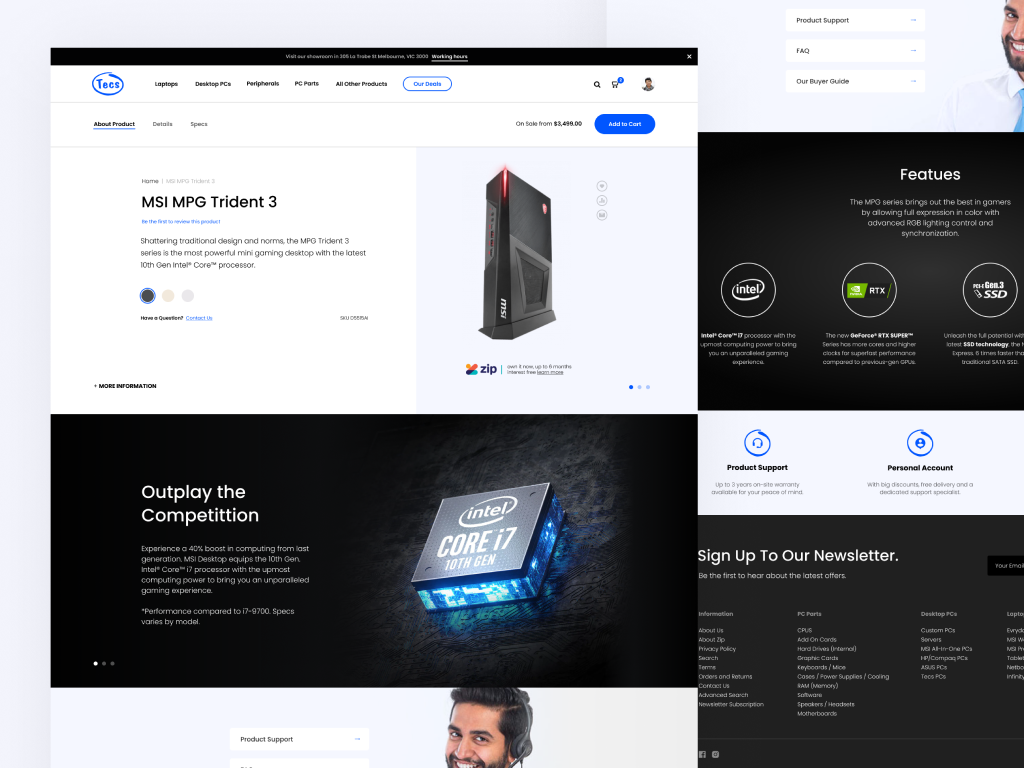 Visit our showroom in 305 La Trobe St Melbourne, VIC 3000 Working hours
Tecs
Laptops
Desktop PCs
Peripherals
PC Parts
All Other Products
Our Deals
About Product
Details
Specs
On Sale from $3,499.00
Add to Cart
Home | MSI MPG Trident 3
MSI MPG Trident 3
Be the first to review this product
Shattering traditional design and norms, the MPG Trident 3
series is the most powerful mini gaming desktop with the latest
10th Gen Intel® Core™ processor.
Have a Question? Contact Us
SKU D5515AI
+ MORE INFORMATION
msi
zip
own it now, up to 6 months
interest free learn more
Outplay the
Competittion
Experience a 40% boost in computing from last
generation. MSI Desktop equips the 10th Gen.
Intel® Core™ i7 processor with the upmost
computing power to bring you an unparalleled
gaming experience.
*Performance compared to i7-9700. Specs
varies by model.
intel
CORE i7
10TH GEN
Product Support
Product Support
FAQ
Our Buyer Guide
Featues
The MPG series brings out the best in gamers
by allowing full expression in color with
advanced RGB lighting control and
synchronization.
intel
Intel® Core™ i7 processor with the
upmost computing power to bring
you an unparalleled gaming
experience.
NVIDIA RTX
The new GeForce® RTX SUPER™
Series has more cores and higher
clocks for superfast performance
compared to previous-gen GPUs.
PCI-E Gen.3
SSD
Unleash the full potential wit
latest SSD technology, the
Express. 6 times faster tha
traditional SATA SSD.
Product Support
Up to 3 years on-site warranty
available for your peace of mind.
Personal Account
With big discounts, free delivery and a
dedicated support specialist.
Sign Up To Our Newsletter.
Be the first to hear about the latest offers.
Your Email
Information
About Us
About Zip
Privacy Policy
Search
Terms
Orders and Returns
Contact Us
Advanced Search
Newsletter Subscription
PC Parts
CPUS
Add On Cards
Hard Drives (Internal)
Graphic Cards
Keyboards / Mice
Cases / Power Supplies / Cooling
RAM (Memory)
Software
Speakers / Headsets
Motherboards
Desktop PCs
Custom PCs
Servers
MSI All-In-One PCs
HP/Compaq PCs
ASUS PCs
Tecs PCs
Lapto
Evryda
MSI W
MSI Pr
Tablet
Netbo
Infinity